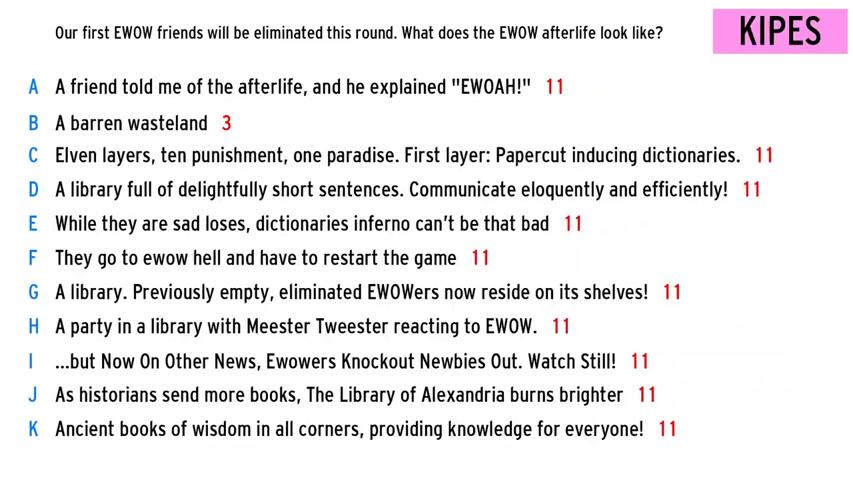 Our first EWOW friends will be eliminated this round. What does the EWOW afterlife look like?
KIPES
A A friend told me of the afterlife, and he explained "EWOAH!" 11
B A barren wasteland 3
C Elven layers, ten punishment, one paradise. First layer: Papercut inducing dictionaries. 11
D A library full of delightfully short sentences. Communicate eloquently and efficiently! 11
E While they are sad loses, dictionaries inferno can't be that bad 11
F They go to ewow hell and have to restart the game 11
G A library. Previously empty, eliminated EWOWers now reside on its shelves! 11
H A party in a library with Meester Tweester reacting to EWOW. 11
I ...but Now On Other News, Ewowers Knockout Newbies Out. Watch Still! 11
J As historians send more books, The Library of Alexandria burns brighter 11
K Ancient books of wisdom in all corners, providing knowledge for everyone! 11